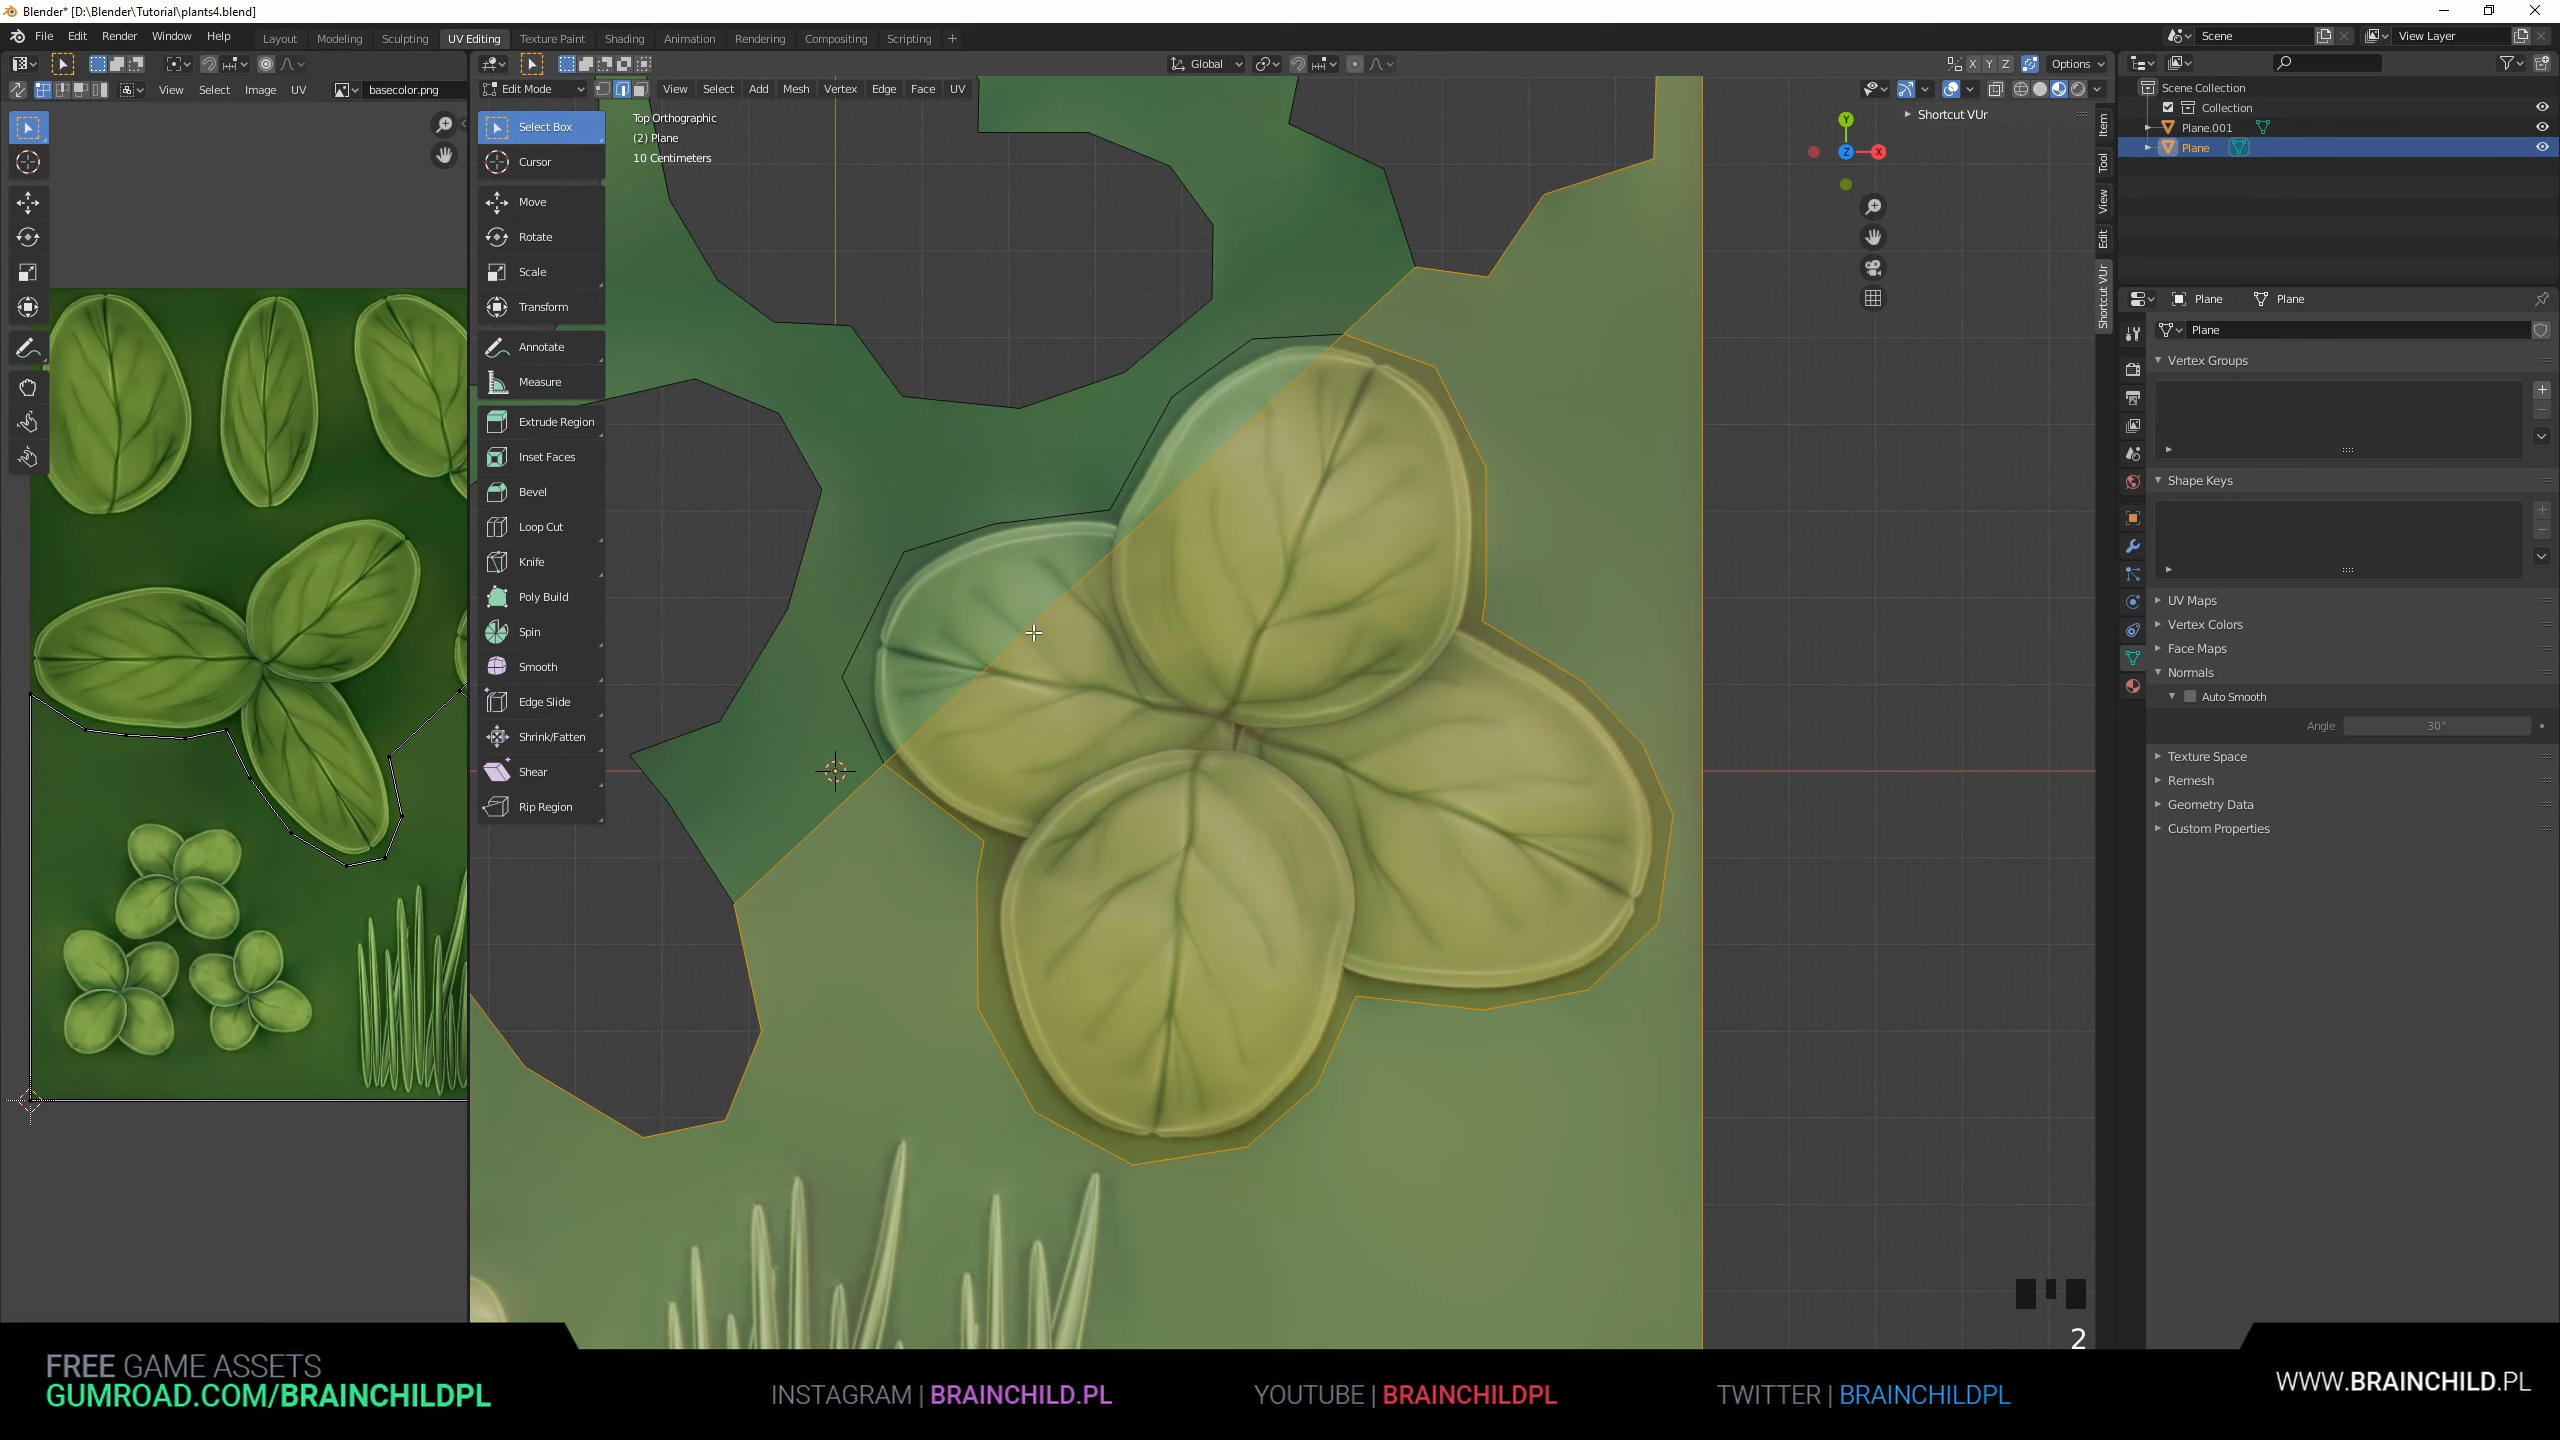 Blender* [D:\Blender\Tutorial\plants4.blend]
File Edit Render Window Help
Layout Modeling Sculpting UV Editing Texture Paint Shading Animation Rendering Compositing Scripting +
Scene
View Layer
Global
X Y Z
Options
View Select Image UV
basecolor.png
Edit Mode
View Select Add Mesh Vertex Edge Face UV
Select Box
Cursor
Move
Rotate
Scale
Transform
Annotate
Measure
Extrude Region
Inset Faces
Bevel
Loop Cut
Knife
Poly Build
Spin
Smooth
Edge Slide
Shrink/Fatten
Shear
Rip Region
Top Orthographic
(2) Plane
10 Centimeters
Shortcut VUr
Y
Z
X
Item
Tool
View
Edit
Shortcut VUr
Scene Collection
Collection
Plane.001
Plane
Plane Plane
Plane
Vertex Groups
Shape Keys
UV Maps
Vertex Colors
Face Maps
Normals
Auto Smooth
Angle 30°
Texture Space
Remesh
Geometry Data
Custom Properties
2
FREE GAME ASSETS
GUMROAD.COM/BRAINCHILDPL
INSTAGRAM | BRAINCHILD.PL
YOUTUBE | BRAINCHILDPL
TWITTER | BRAINCHILDPL
WWW.BRAINCHILD.PL